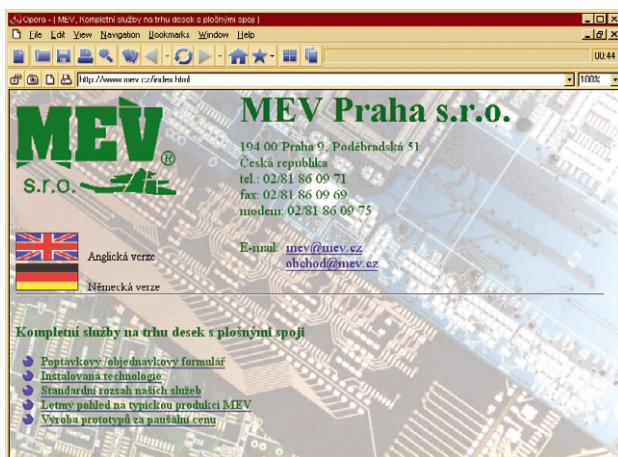 Opera - [ MEV, Kompletní služby na trhu desek s plošnými spoji ]
File Edit View Navigation Bookmarks Window Help
00:44
http://www.mev.cz/index.html
100%
MEV ®
s.r.o.
MEV Praha s.r.o.
194 00 Praha 9, Poděbradská 51
Česká republika
tel.: 02/81 86 09 71
fax: 02/81 86 09 69
modem: 02/81 86 09 75
E-mail: mev@mev.cz
obchod@mev.cz
Anglická verze
Německá verze
Kompletní služby na trhu desek s plošnými spoji
Poptávkový /objednávkový formulář
Instalovaná technologie
Standardní rozsah našich služeb
Letmý pohled na typickou produkci MEV
Výroba prototypů za paušální cenu